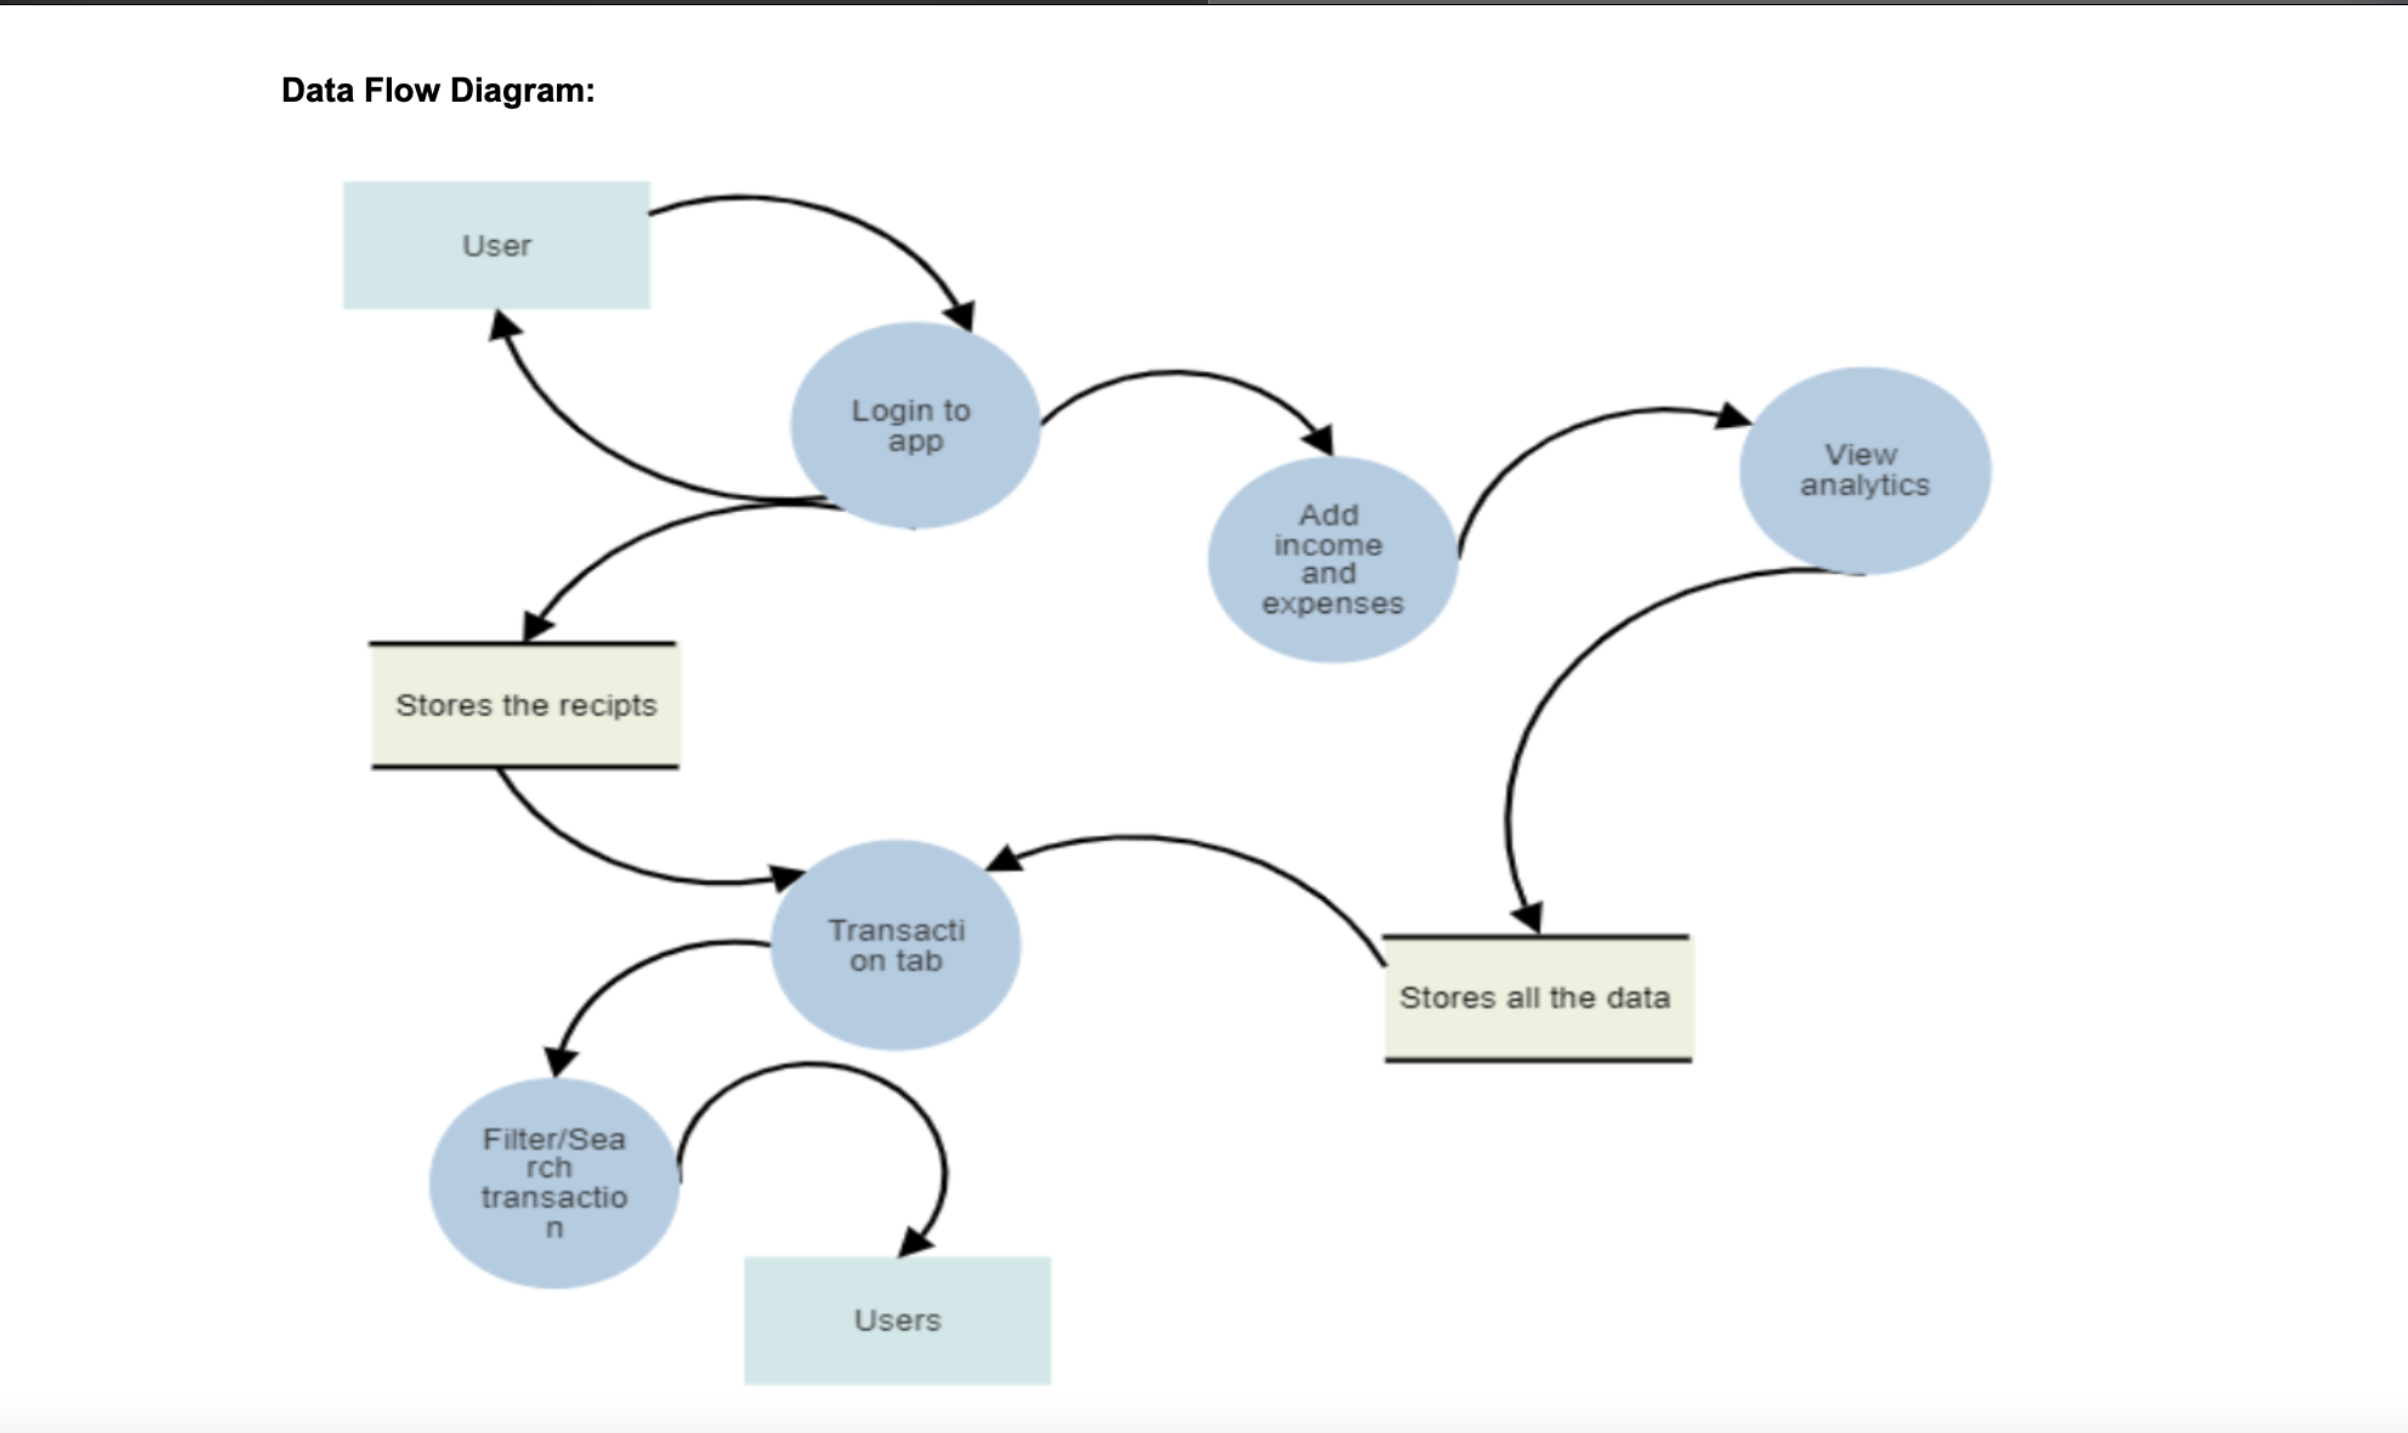 Data Flow Diagram:
User
Login to
app
Add
income
and
expenses
View
analytics
Stores the recipts
Transacti
on tab
Stores all the data
Filter/Sea
rch
transactio
n
Users